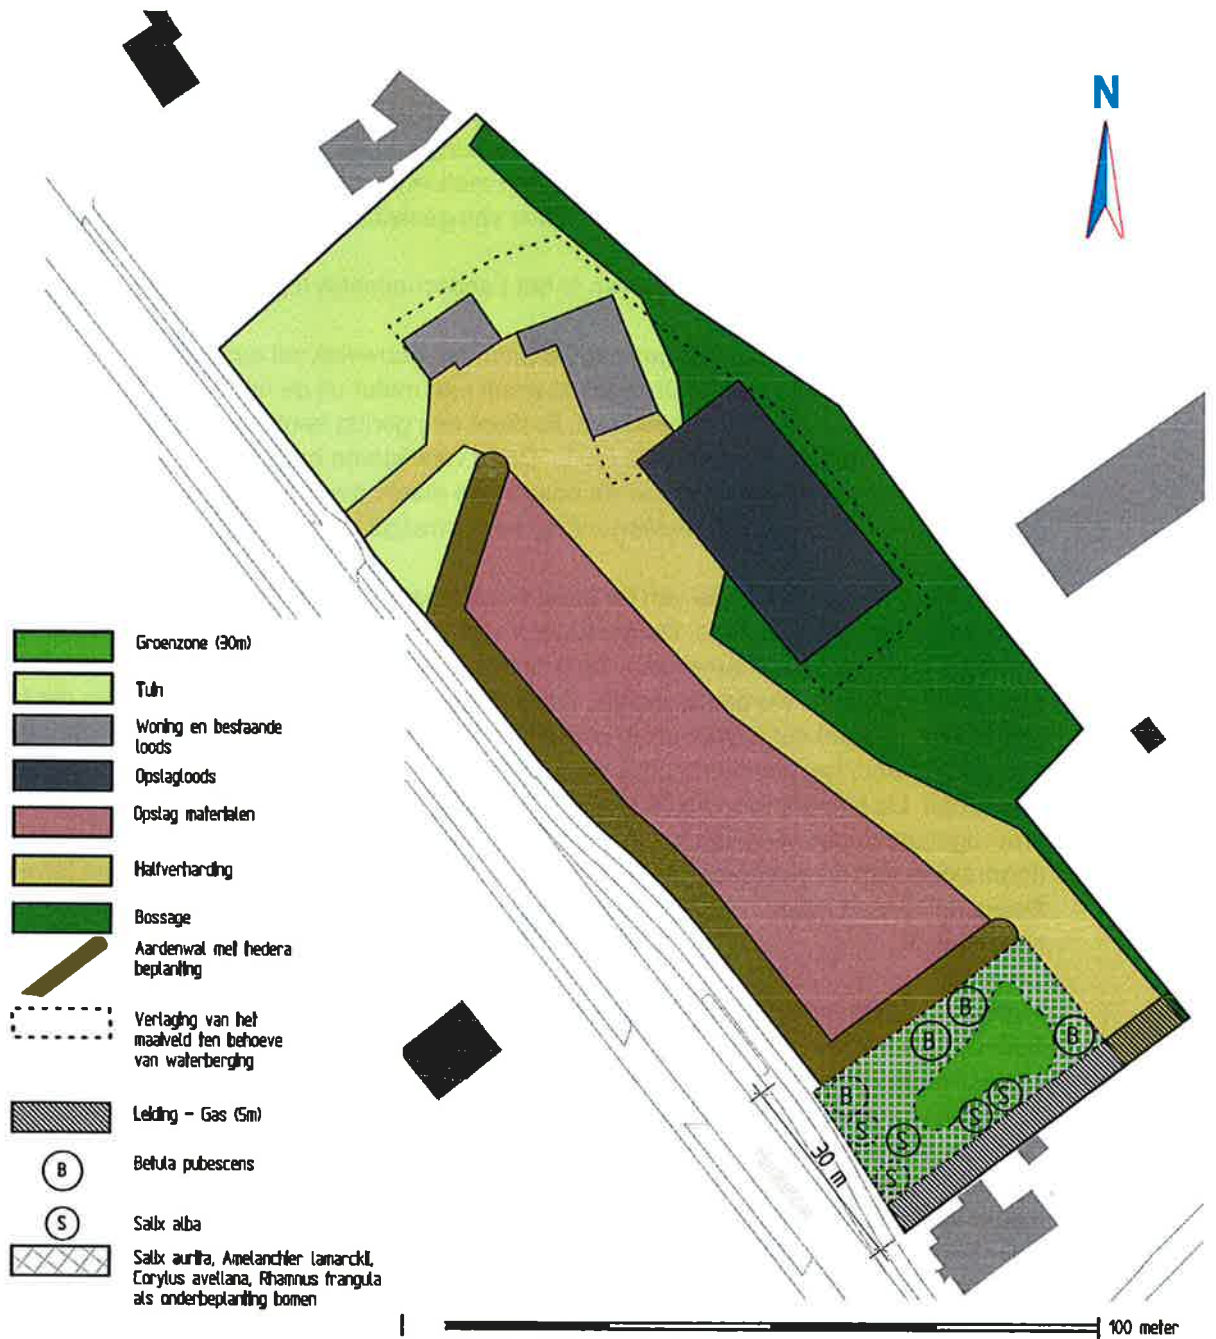 N
Groenzone (30m)
Tuin
Woning en bestaande
loods
Opslagloods
Opslag materialen
Halfverharding
Bossage
Aardenwal met hedera
beplanting
Verlaging van het
maaiveld ten behoeve
van waterberging
Leiding - Gas (5m)
B
Betula pubescens
S
Salix alba
Salix aurita, Amelanchier lamarckii,
Corylus avellana, Rhamnus frangula
als onderbeplanting bomen
B
B
B
B
S
S
S
S
S
30 m
100 meter